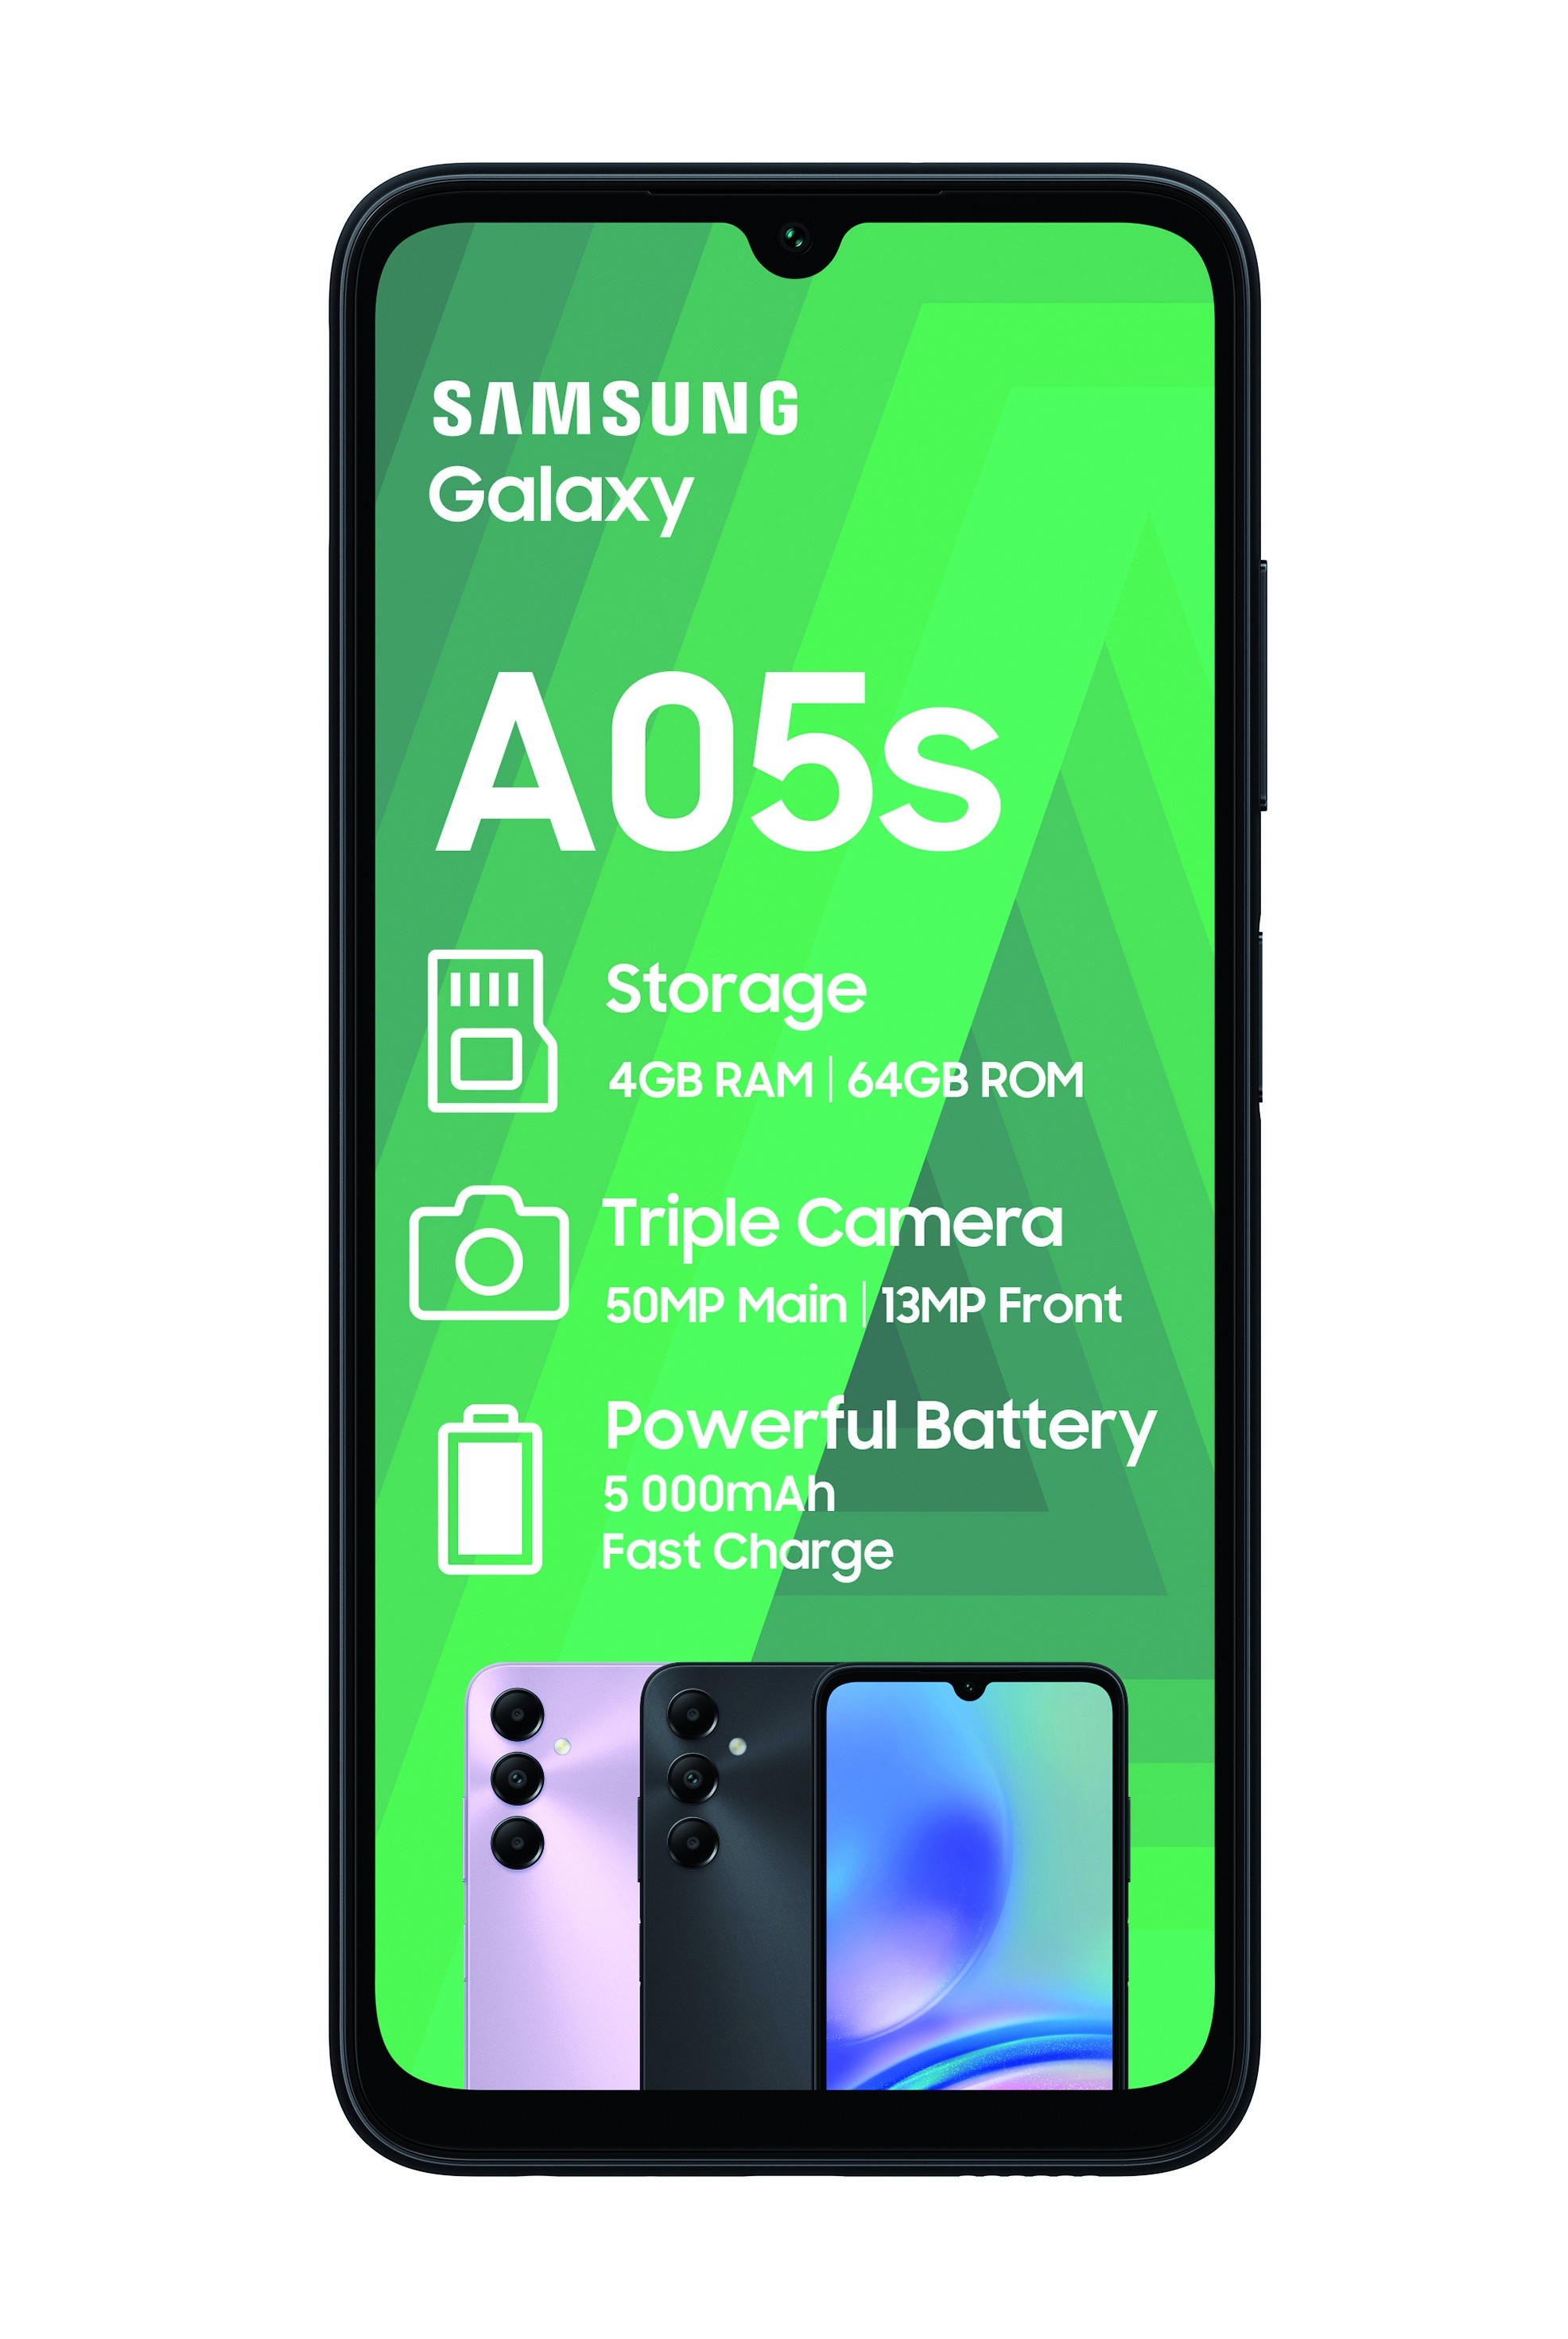 SAMSUNG
Galaxy
A05s
Storage
4GB RAM | 64GB ROM
Triple Camera
50MP Main | 13MP Front
Powerful Battery
5 000mAh
Fast Charge